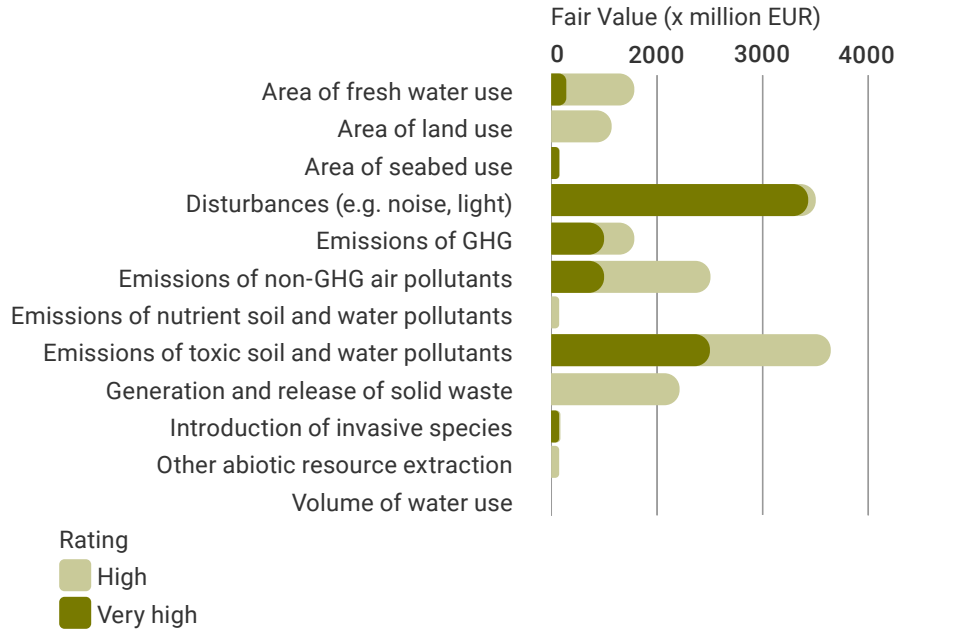 Fair Value (x million EUR)
0 2000 3000 4000
Area of fresh water use
Area of land use
Area of seabed use
Disturbances (e.g. noise, light)
Emissions of GHG
Emissions of non-GHG air pollutants
Emissions of nutrient soil and water pollutants
Emissions of toxic soil and water pollutants
Generation and release of solid waste
Introduction of invasive species
Other abiotic resource extraction
Volume of water use
Rating
High
Very high